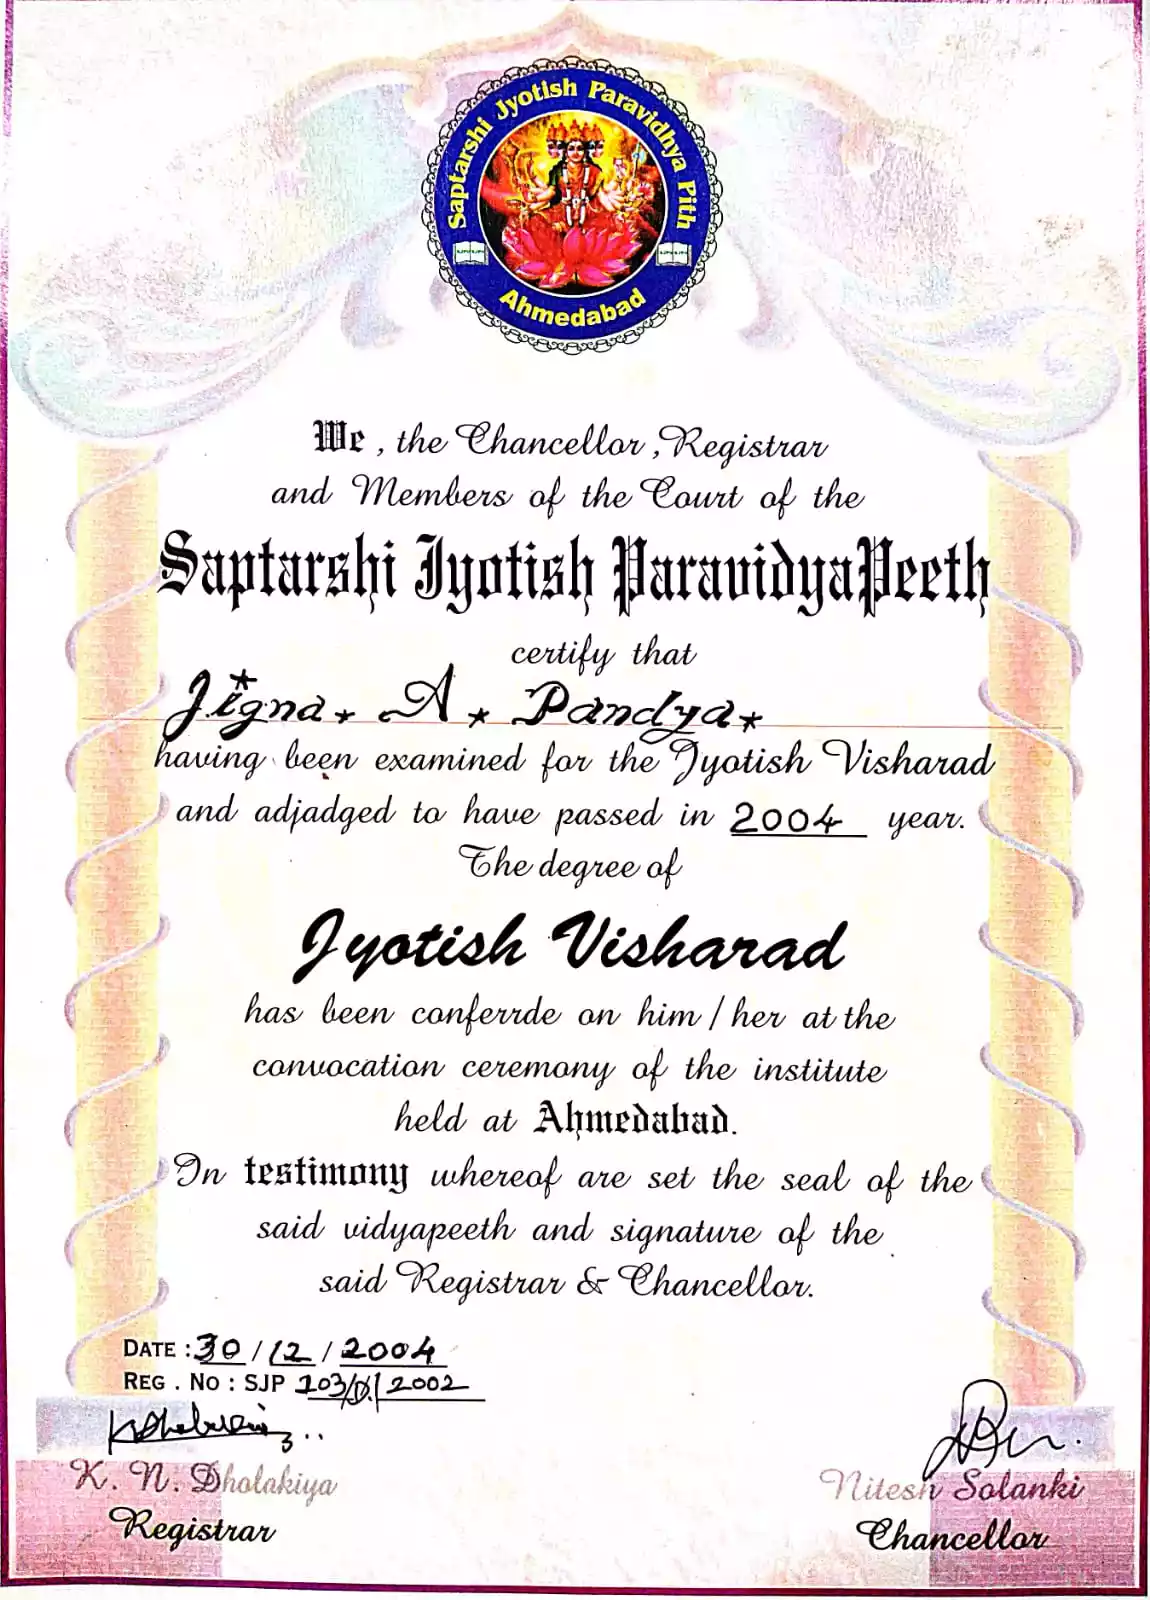 Saptarshi Jyotish Paravidhya Pith
Ahmedabad
We , the Chancellor , Registrar
and Members of the Court of the
Saptarshi Jyotish ParavidyaPeeth
certify that
Jigna A Pandya
having been examined for the Jyotish Visharad
and adjadged to have passed in 2004 year.
The degree of
Jyotish Visharad
has been conferrde on him / her at the
convocation ceremony of the institute
held at Ahmedabad.
In testimony whereof are set the seal of the
said vidyapeeth and signature of the
said Registrar & Chancellor.
DATE : 30 / 12 / 2004
REG . NO : SJP 103/01/2002
K. N. Dholakiya
Registrar
Nitesh Solanki
Chancellor